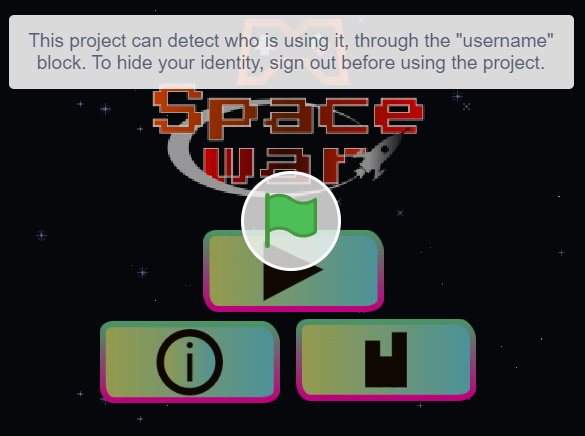 This project can detect who is using it, through the "username"
block. To hide your identity, sign out before using the project.
Space
war